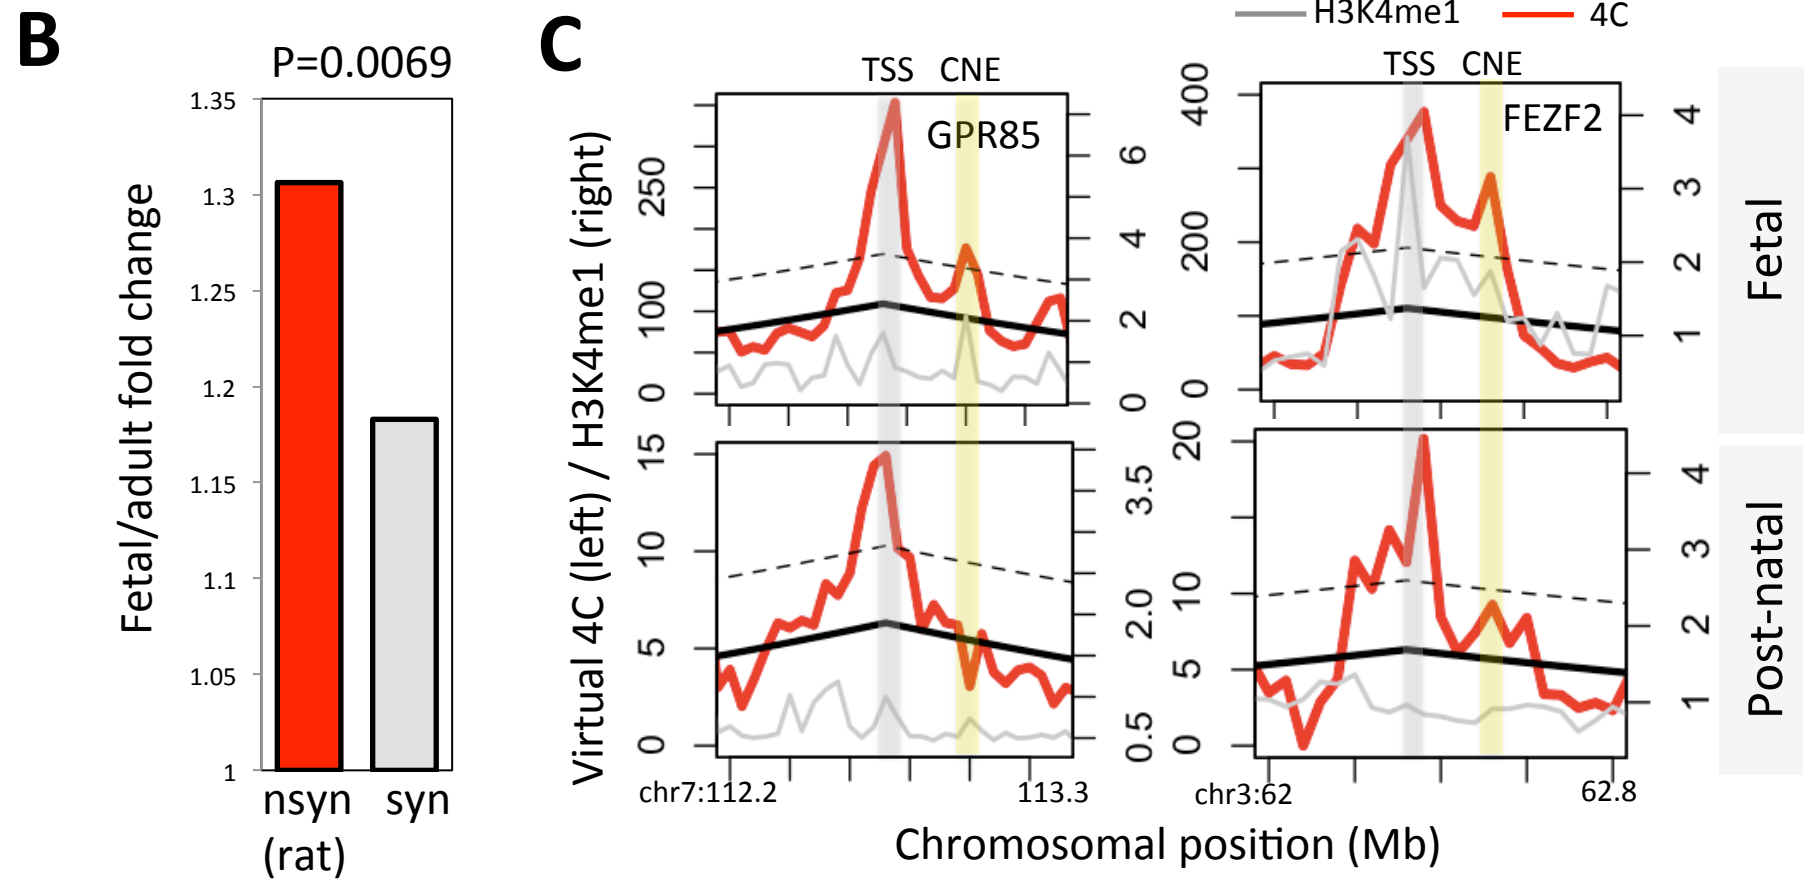 B
P=0.0069
1.35
1.3
1.25
1.2
1.15
1.1
1.05
1
Fetal/adult fold change
nsyn
syn
(rat)
C
H3K4me1
4C
Virtual 4C (left) / H3K4me1 (right)
TSS CNE
GPR85
250
100
0
6
4
2
0
TSS CNE
FEZF2
400
200
0
4
3
2
1
Fetal
15
10
5
0
3.5
2.0
0.5
20
10
5
0
4
3
2
1
Post-natal
chr7:112.2
113.3
chr3:62
62.8
Chromosomal position (Mb)